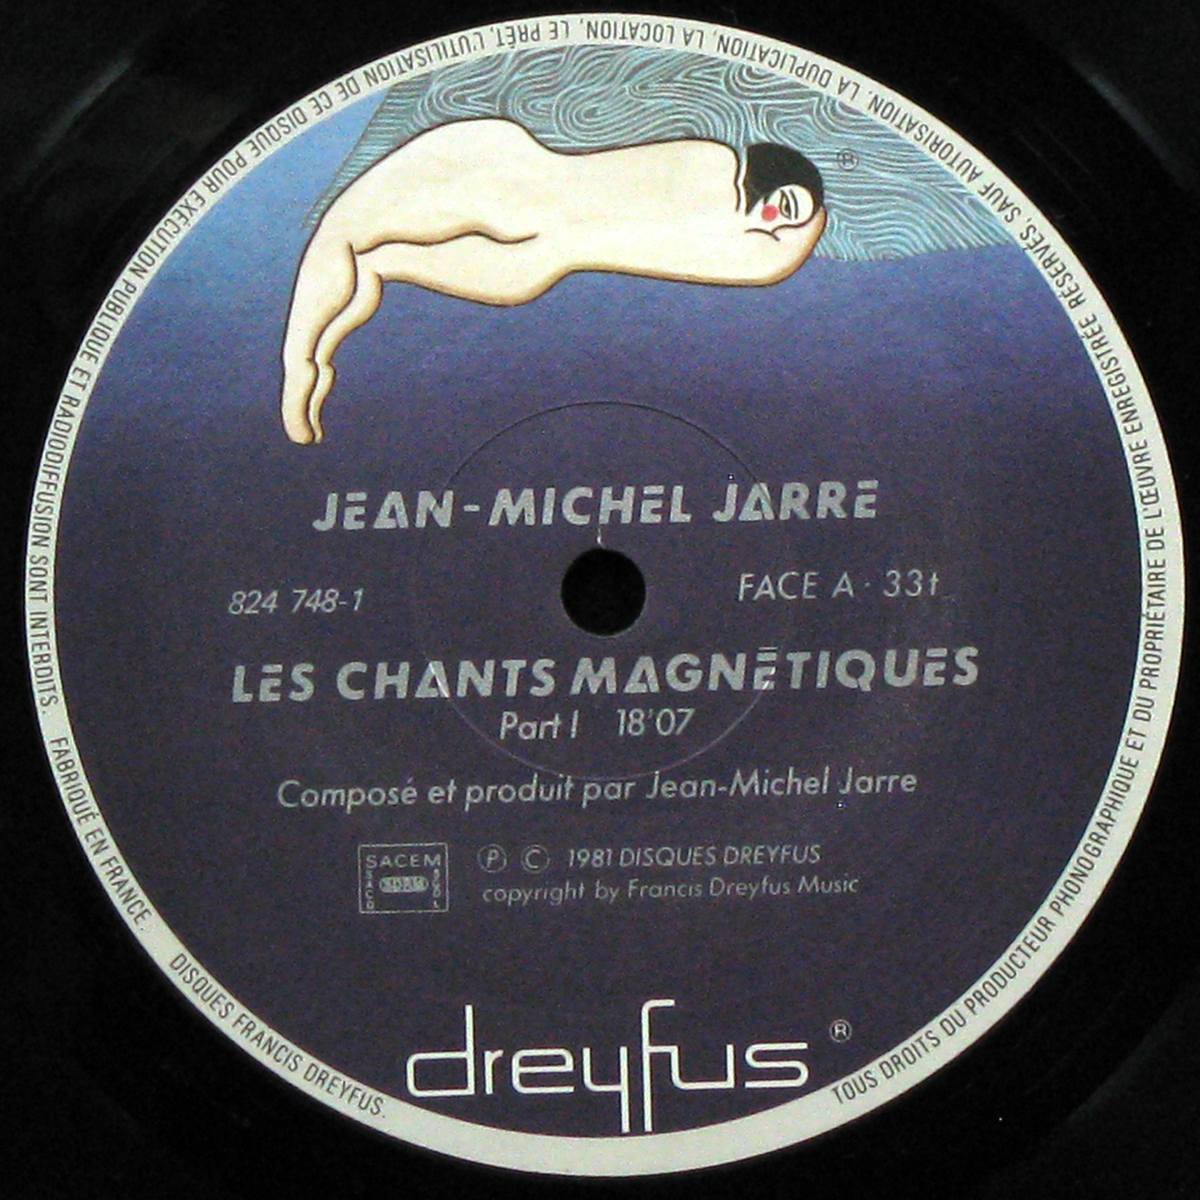 JEAN-MICHEL JARRE
824 748-1
FACE A · 33t
LES CHANTS MAGNÉTIQUES
Part I 18'07
Composé et produit par Jean-Michel Jarre
SACEM
SACD SDRM SGDL
Ⓟ © 1981 DISQUES DREYFUS
copyright by Francis Dreyfus Music
dreyfus ®
®
TOUS DROITS DU PRODUCTEUR PHONOGRAPHIQUE ET DU PROPRIÉTAIRE DE L'ŒUVRE ENREGISTRÉE RÉSERVÉS, SAUF AUTORISATION, LA DUPLICATION, LA LOCATION, LE PRÊT, L'UTILISATION DE CE DISQUE POUR EXÉCUTION PUBLIQUE ET RADIODIFFUSION SONT INTERDITS. FABRIQUÉ EN FRANCE. DISQUES FRANCIS DREYFUS.